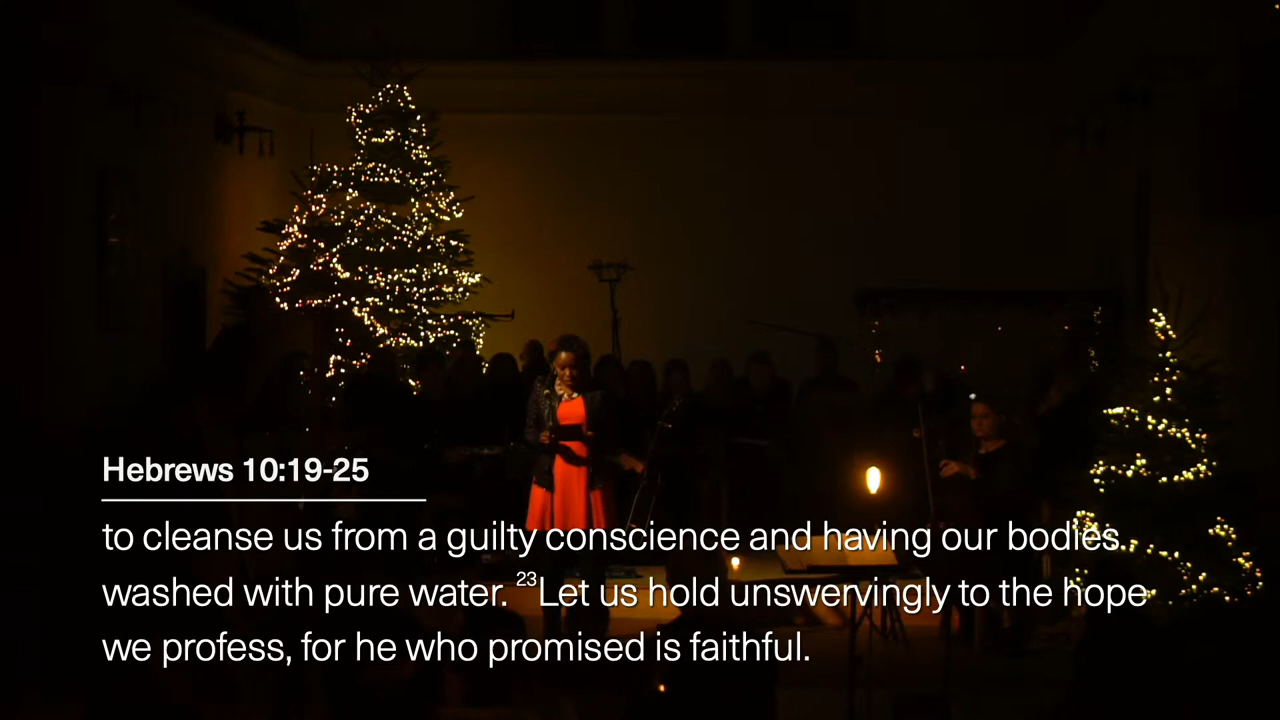 Hebrews 10:19-25
to cleanse us from a guilty conscience and having our bodies
washed with pure water. 23Let us hold unswervingly to the hope
we profess, for he who promised is faithful.